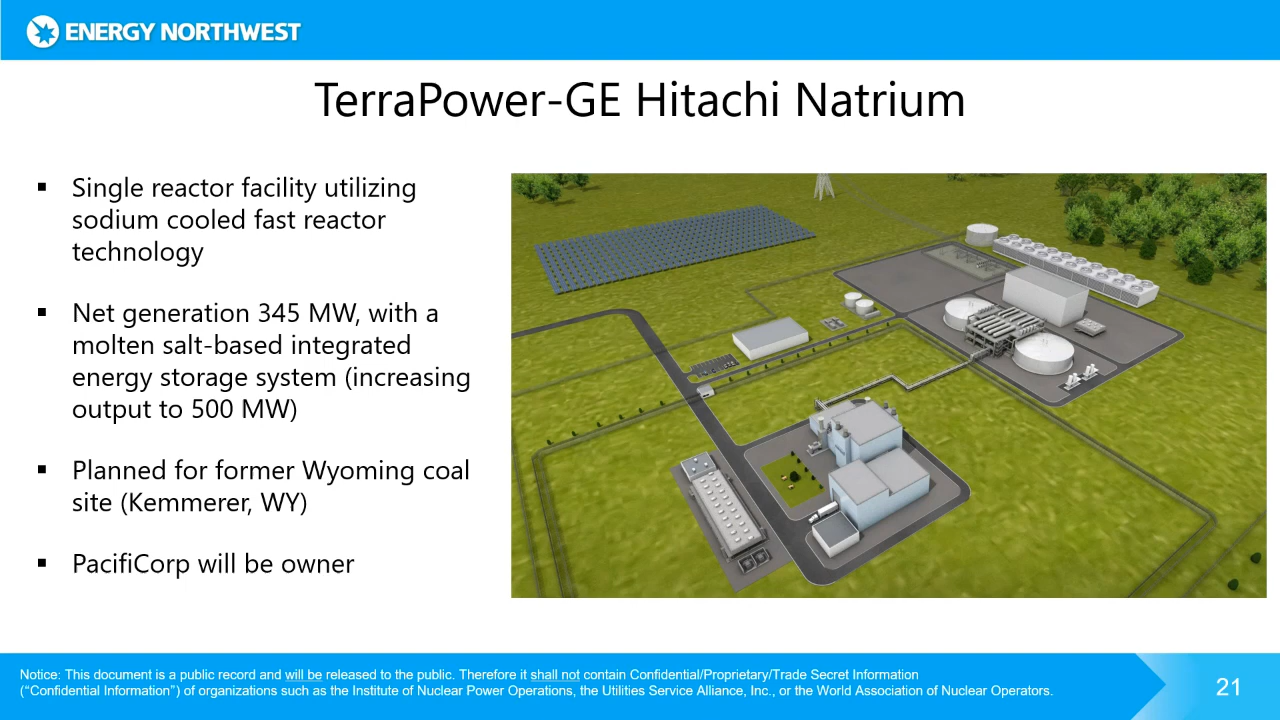 ENERGY NORTHWEST
TerraPower-GE Hitachi Natrium
▪ Single reactor facility utilizing
sodium cooled fast reactor
technology
▪ Net generation 345 MW, with a
molten salt-based integrated
energy storage system (increasing
output to 500 MW)
▪ Planned for former Wyoming coal
site (Kemmerer, WY)
▪ PacifiCorp will be owner
Notice: This document is a public record and will be released to the public. Therefore it shall not contain Confidential/Proprietary/Trade Secret Information
(“Confidential Information”) of organizations such as the Institute of Nuclear Power Operations, the Utilities Service Alliance, Inc., or the World Association of Nuclear Operators.
21